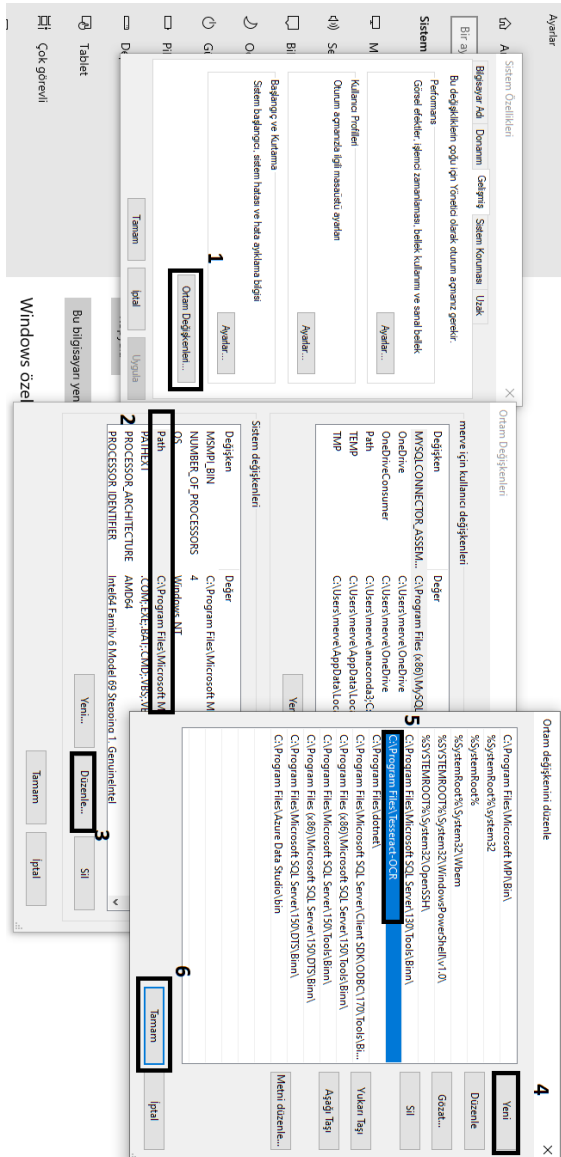 Ayarlar
Bir ay
Sistem
Tablet
Çok görevli
Bu bilgisayarı yen
Windows özel
Sistem Özellikleri
Bilgisayar Adı Donanım Gelişmiş Sistem Koruması Uzak
Bu değişikliklerin çoğu için Yönetici olarak oturum açmanız gerekir.
Performans
Görsel efektler, işlemci zamanlaması, bellek kullanımı ve sanal bellek
Ayarlar...
Kullanıcı Profilleri
Oturum açmanızla ilgili masaüstü ayarları
Ayarlar...
Başlangıç ve Kurtarma
Sistem başlangıcı, sistem hatası ve hata ayıklama bilgisi
Ayarlar...
1
Ortam Değişkenleri...
Tamam İptal Uygula
Ortam Değişkenleri
merve için kullanıcı değişkenleri
Değişken Değer
MYSQLCONNECTOR_ASSEM... C:\Program Files (x86)\MySQL
OneDrive C:\Users\merve\OneDrive
OneDriveConsumer C:\Users\merve\OneDrive
Path C:\Users\merve\anaconda3;C:
TEMP C:\Users\merve\AppData\Loc
TMP C:\Users\merve\AppData\Loc
Sistem değişkenleri
Değişken Değer
MSMPI_BIN C:\Program Files\Microsoft M
NUMBER_OF_PROCESSORS 4
OS Windows_NT
Path C:\Program Files\Microsoft M
PATHEXT .COM;.EXE;.BAT;.CMD;.VBS;.VE
2
PROCESSOR_ARCHITECTURE AMD64
PROCESSOR_IDENTIFIER Intel64 Family 6 Model 69 Stepping 1, GenuineIntel
Yeni... Düzenle... Sil
3
Tamam İptal
Ortam değişkenini düzenle
C:\Program Files\Microsoft MPI\Bin\
%SystemRoot%\system32
%SystemRoot%
%SystemRoot%\System32\Wbem
%SYSTEMROOT%\System32\WindowsPowerShell\v1.0\
%SYSTEMROOT%\System32\OpenSSH\
C:\Program Files\Microsoft SQL Server\130\Tools\Binn\
5
C:\Program Files\Tesseract-OCR
C:\Program Files\dotnet\
C:\Program Files\Microsoft SQL Server\Client SDK\ODBC\170\Tools\Bi...
C:\Program Files (x86)\Microsoft SQL Server\150\Tools\Binn\
C:\Program Files\Microsoft SQL Server\150\Tools\Binn\
C:\Program Files (x86)\Microsoft SQL Server\150\DTS\Binn\
C:\Program Files\Microsoft SQL Server\150\DTS\Binn\
C:\Program Files\Azure Data Studio\bin
4
Yeni
Düzenle
Gözat...
Sil
Yukarı Taşı
Aşağı Taşı
Metni düzenle...
6
Tamam İptal